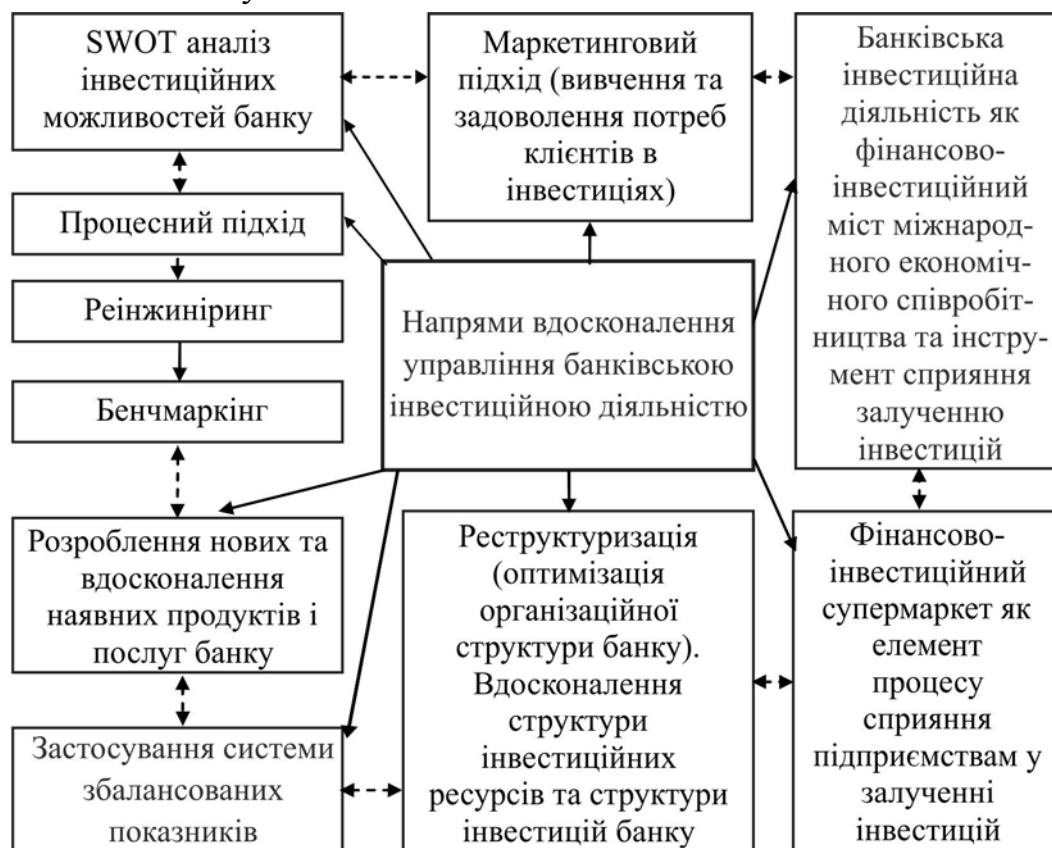 SWOT аналіз
інвестиційних
можливостей банку
Маркетинговий
підхід (вивчення та
задоволення потреб
клієнтів в
інвестиціях)
Банківська
інвестиційна
діяльність як
фінансово-
інвестиційний
міст міжнарод-
ного економіч-
ного співробіт-
ництва та інстру-
мент сприяння
залученню
інвестицій
Процесний підхід
Реінжиніринг
Бенчмаркінг
Напрями вдосконалення
управління банківською
інвестиційною діяльністю
Розроблення нових та
вдосконалення
наявних продуктів і
послуг банку
Застосування системи
збалансованих
показників
Реструктуризація
(оптимізація
організаційної
структури банку).
Вдосконалення
структури
інвестиційних
ресурсів та структури
інвестицій банку
Фінансово-
інвестиційний
супермаркет як
елемент
процесу
сприяння
підприємствам у
залученні
інвестицій